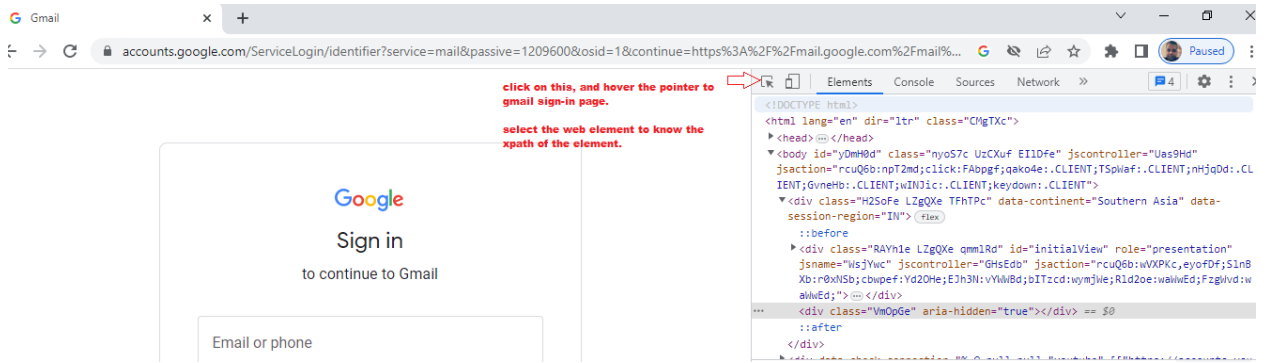 Gmail
accounts.google.com/ServiceLogin/identifier?service=mail&passive=1209600&osid=1&continue=https%3A%2F%2Fmail.google.com%2Fmail%...
Paused
click on this, and hover the pointer to
gmail sign-in page.
select the web element to know the
xpath of the element.
Google
Sign in
to continue to Gmail
Email or phone
Elements Console Sources Network » 4
<!DOCTYPE html>
<html lang="en" dir="ltr" class="CMgTXc">
<head>…</head>
<body id="yDmH0d" class="nyoS7c UzCXuf EIlDfe" jscontroller="Uas9Hd"
jsaction="rcuQ6b:npT2md;click:FAbpgf;qako4e:.CLIENT;TSpWaf:.CLIENT;nHjqDd:.CL
IENT;GvneHb:.CLIENT;wINJic:.CLIENT;keydown:.CLIENT">
<div class="H2SoFe LZgQXe TFhTPc" data-continent="Southern Asia" data-
session-region="IN"> flex
::before
<div class="RAYh1e LZgQXe qmmlRd" id="initialView" role="presentation"
jsname="WsjYwc" jscontroller="GHsEdb" jsaction="rcuQ6b:wVXPKc,eyofDf;SlnB
Xb:r0xNSb;cbwpef:Yd2OHe;EJh3N:vYWWBd;bITzcd:wymjWe;Rld2oe:waWwEd;FzgWvd:w
aWwEd;">…</div>
<div class="VmOpGe" aria-hidden="true"></div> == $0
::after
</div>